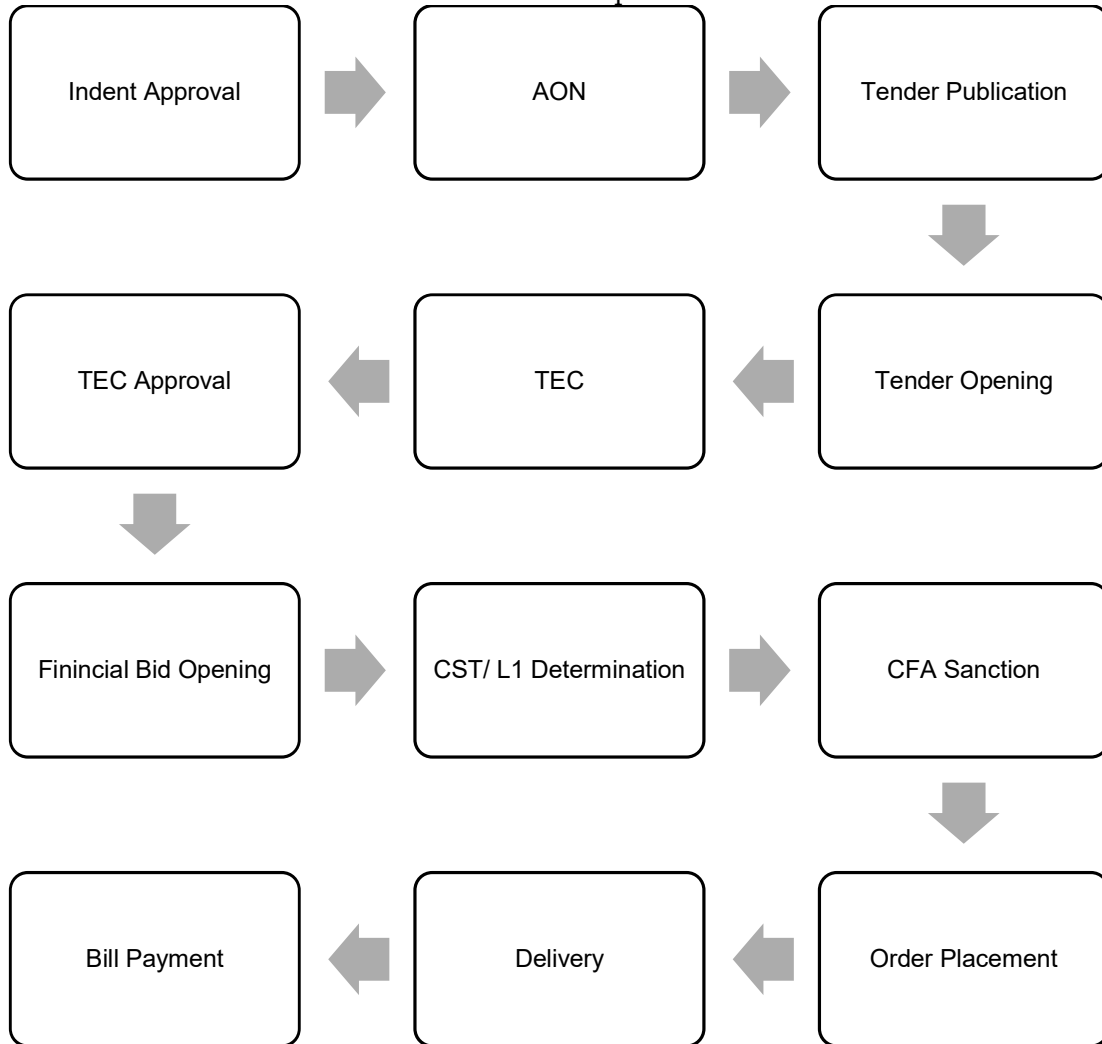 Indent Approval
AON
Tender Publication
Tender Opening
TEC
TEC Approval
Finincial Bid Opening
CST/ L1 Determination
CFA Sanction
Order Placement
Delivery
Bill Payment